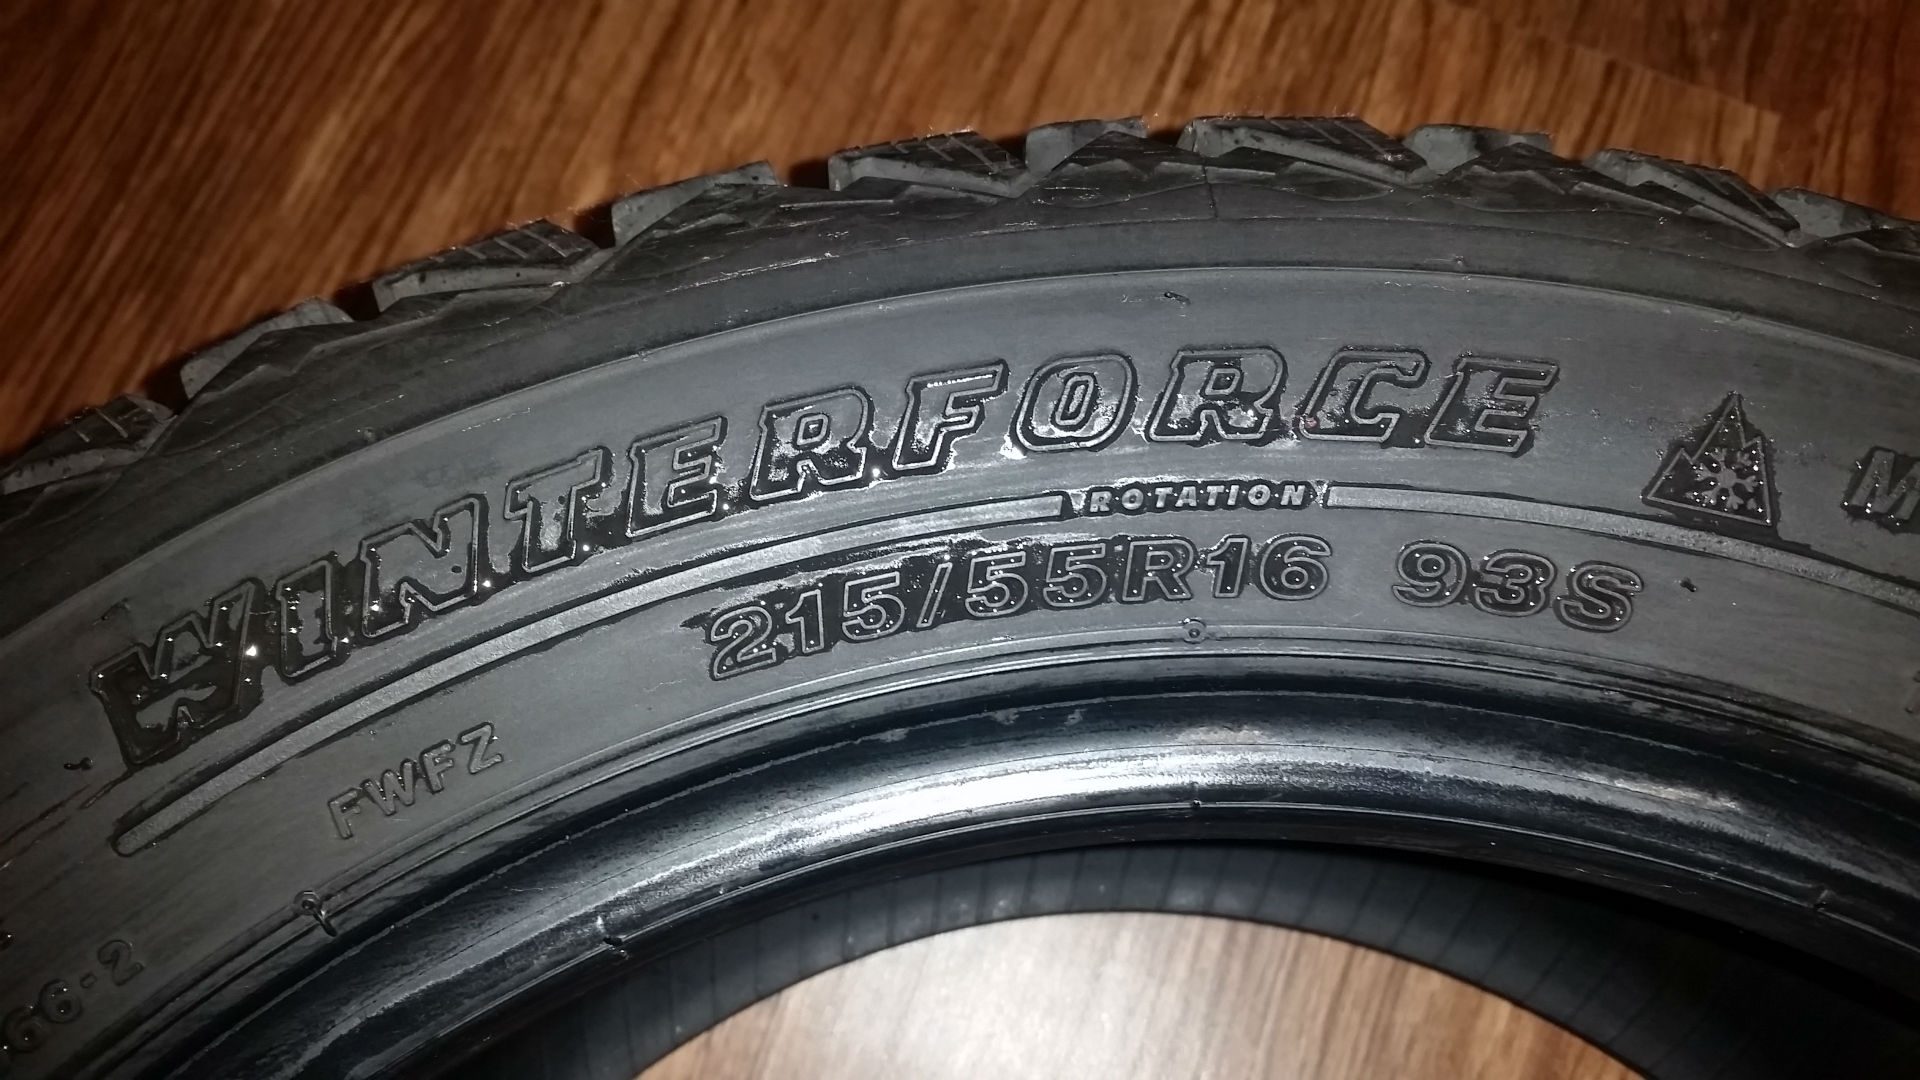 WINTERFORCE
ROTATION
215/55R16 93S
FWFZ